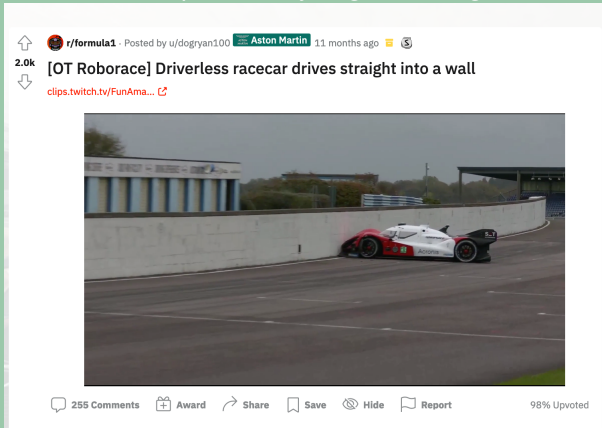 r/formula1 · Posted by u/dogryan100 Aston Martin 11 months ago
2.0k
[OT Roborace] Driverless racecar drives straight into a wall
clips.twitch.tv/FunAma...
255 Comments Award Share Save Hide Report 98% Upvoted